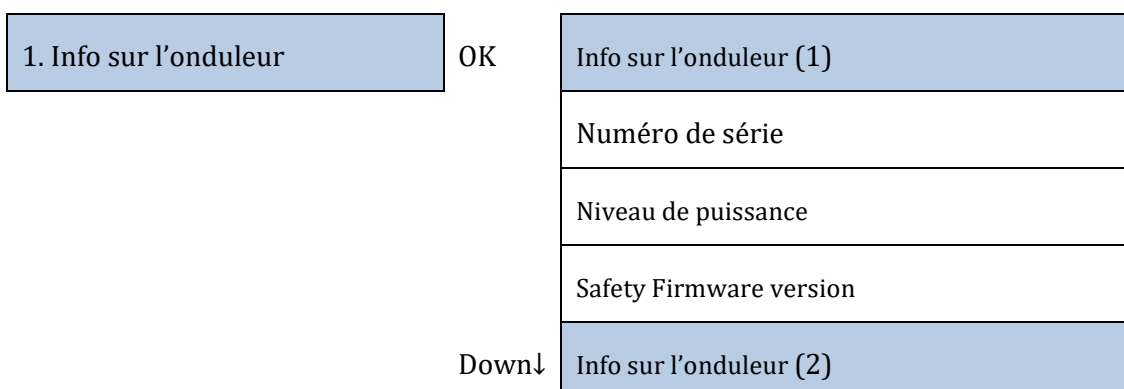 1. Info sur l’onduleur OK Info sur l’onduleur (1)
Numéro de série
Niveau de puissance
Safety Firmware version
Down↓ Info sur l’onduleur (2)